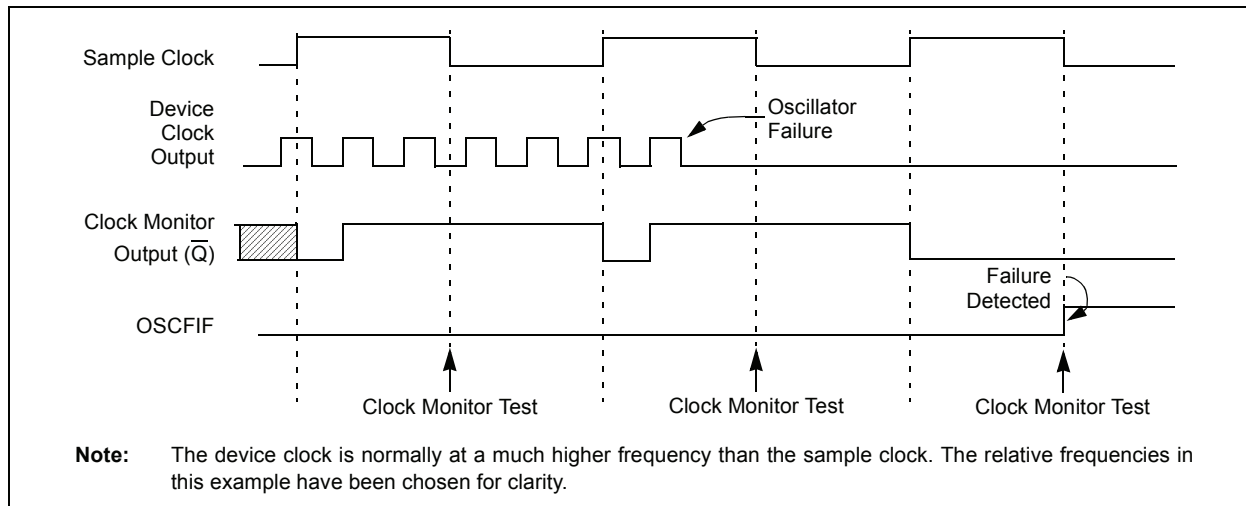 Sample Clock
Device
Clock
Output
Oscillator
Failure
Clock Monitor
Output (Q̅)
Failure
Detected
OSCFIF
Clock Monitor Test
Clock Monitor Test
Clock Monitor Test
Note: The device clock is normally at a much higher frequency than the sample clock. The relative frequencies in
this example have been chosen for clarity.